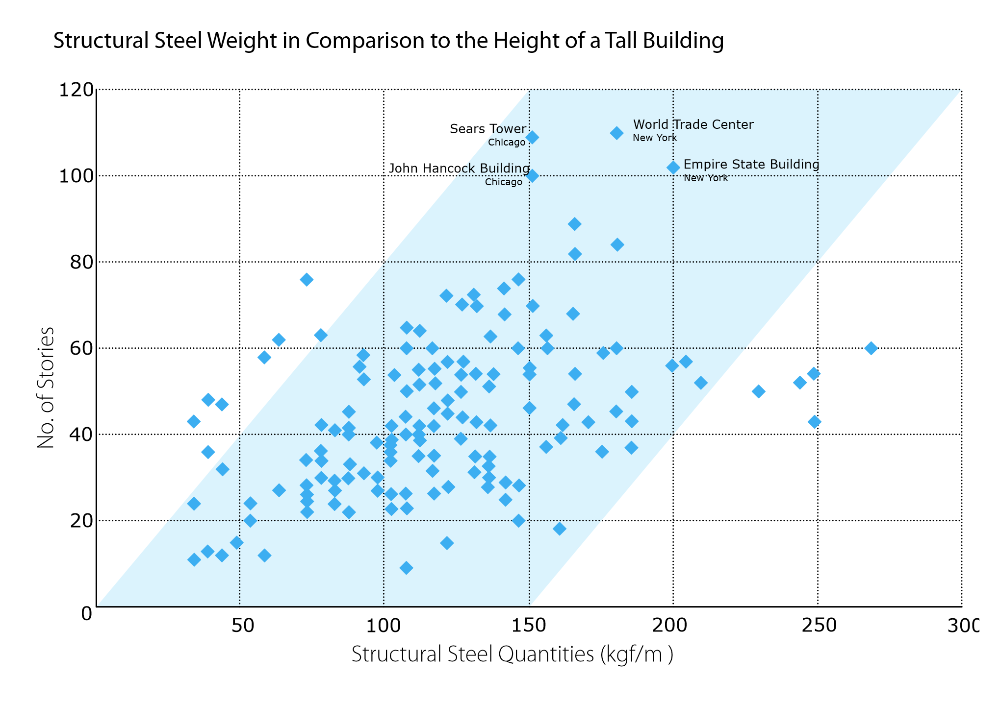 Structural Steel Weight in Comparison to the Height of a Tall Building
120
Sears Tower
Chicago
World Trade Center
New York
John Hancock Building
Chicago
Empire State Building
New York
100
80
60
40
20
0
No. of Stories
50 100 150 200 250 300
Structural Steel Quantities (kgf/m )